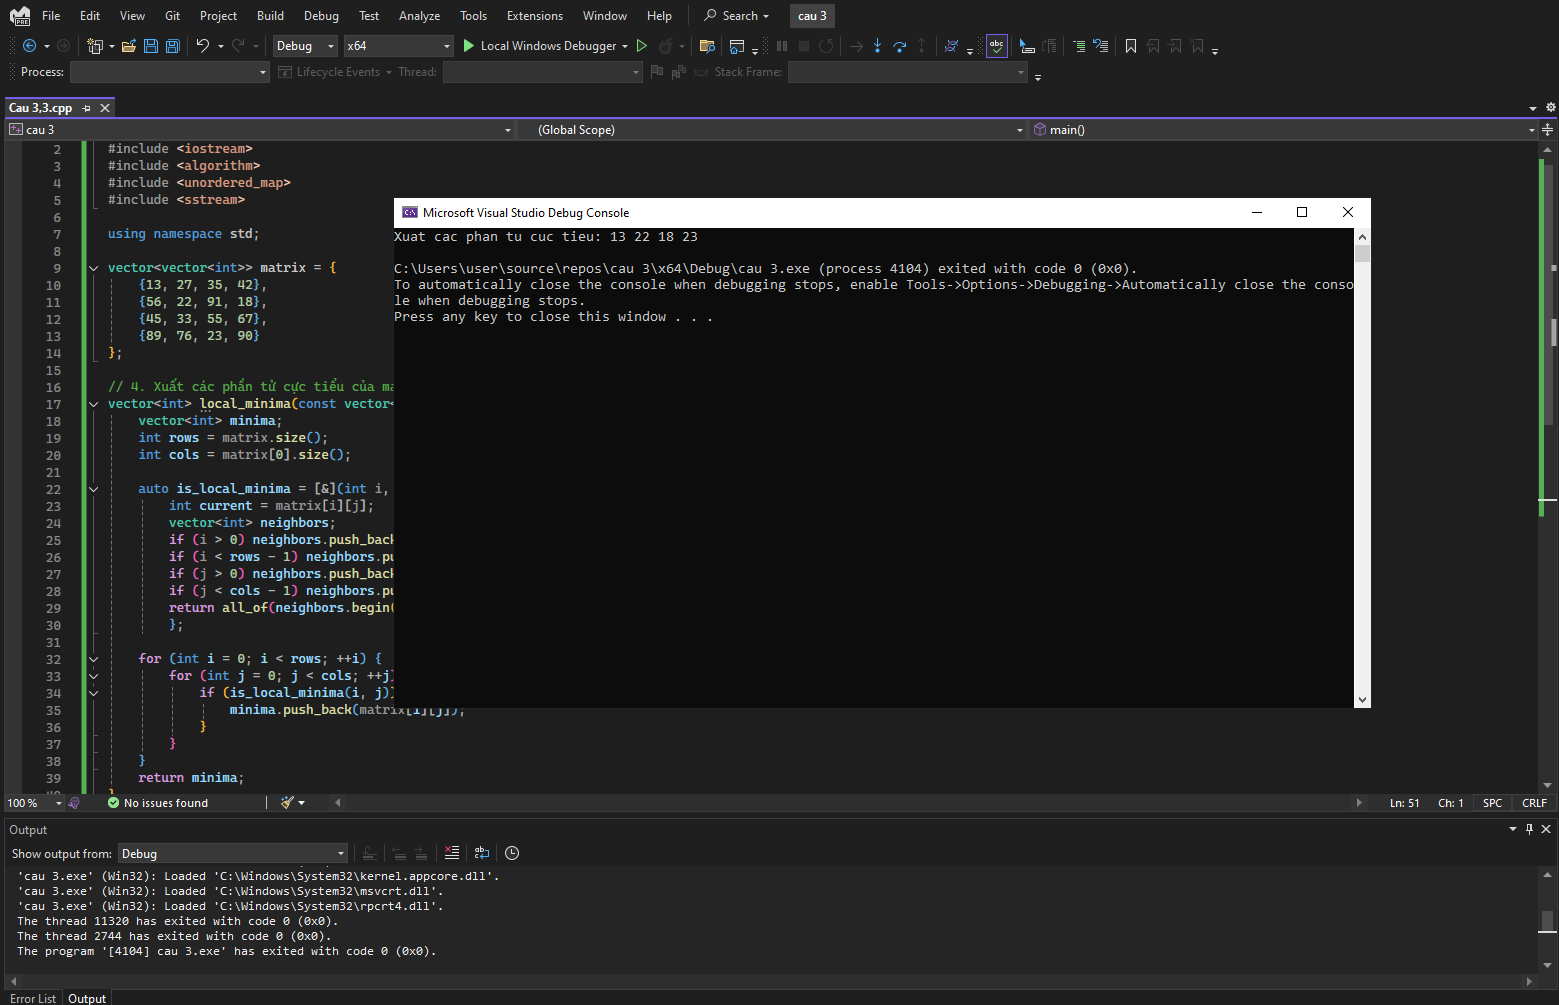 File Edit View Git Project Build Debug Test Analyze Tools Extensions Window Help Search cau 3
Debug x64 Local Windows Debugger
Process: Lifecycle Events Thread: Stack Frame:
Cau 3,3.cpp
cau 3 (Global Scope) main()
2 #include <iostream>
3 #include <algorithm>
4 #include <unordered_map>
5 #include <sstream>
6
7 using namespace std;
8
9 vector<vector<int>> matrix = {
10 {13, 27, 35, 42},
11 {56, 22, 91, 18},
12 {45, 33, 55, 67},
13 {89, 76, 23, 90}
14 };
15
16 // 4. Xuất các phần tử cực tiểu của ma
17 vector<int> local_minima(const vector<
18 vector<int> minima;
19 int rows = matrix.size();
20 int cols = matrix[0].size();
21
22 auto is_local_minima = [&](int i,
23 int current = matrix[i][j];
24 vector<int> neighbors;
25 if (i > 0) neighbors.push_back
26 if (i < rows - 1) neighbors.pu
27 if (j > 0) neighbors.push_back
28 if (j < cols - 1) neighbors.pu
29 return all_of(neighbors.begin(
30 };
31
32 for (int i = 0; i < rows; ++i) {
33 for (int j = 0; j < cols; ++j)
34 if (is_local_minima(i, j))
35 minima.push_back(matrix[i][j]);
36 }
37 }
38 }
39 return minima;
Microsoft Visual Studio Debug Console
Xuat cac phan tu cuc tieu: 13 22 18 23
C:\Users\user\source\repos\cau 3\x64\Debug\cau 3.exe (process 4104) exited with code 0 (0x0).
To automatically close the console when debugging stops, enable Tools->Options->Debugging->Automatically close the conso
le when debugging stops.
Press any key to close this window . . .
100 % No issues found Ln: 51 Ch: 1 SPC CRLF
Output
Show output from: Debug
'cau 3.exe' (Win32): Loaded 'C:\Windows\System32\kernel.appcore.dll'.
'cau 3.exe' (Win32): Loaded 'C:\Windows\System32\msvcrt.dll'.
'cau 3.exe' (Win32): Loaded 'C:\Windows\System32\rpcrt4.dll'.
The thread 11320 has exited with code 0 (0x0).
The thread 2744 has exited with code 0 (0x0).
The program '[4104] cau 3.exe' has exited with code 0 (0x0).
Error List Output